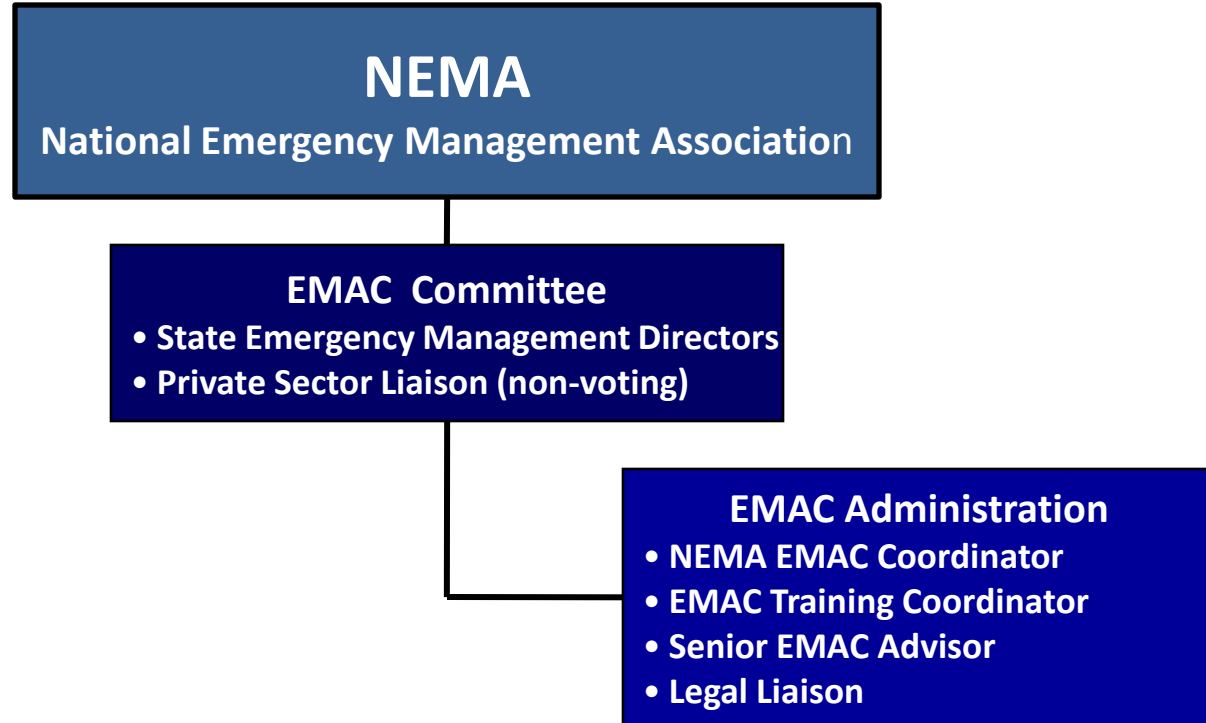 NEMA
National Emergency Management Association
EMAC  Committee
• State Emergency Management Directors
• Private Sector Liaison (non-voting)
EMAC Administration
• NEMA EMAC Coordinator
• EMAC Training Coordinator
• Senior EMAC Advisor
• Legal Liaison